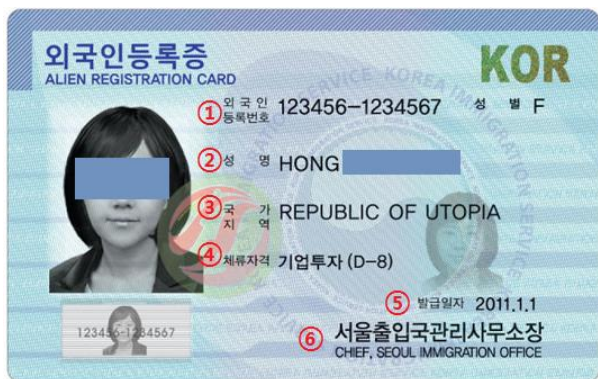 외국인등록증
KOR
ALIEN REGISTRATION CARD
① 외국인 등록번호 123456-1234567 성 별 F
② 성 명 HONG
③ 국 가 지 역 REPUBLIC OF UTOPIA
④ 체류자격 기업투자 (D-8)
⑤ 발급일자 2011.1.1
123456-1234567
⑥ 서울출입국관리사무소장
CHIEF, SEOUL IMMIGRATION OFFICE